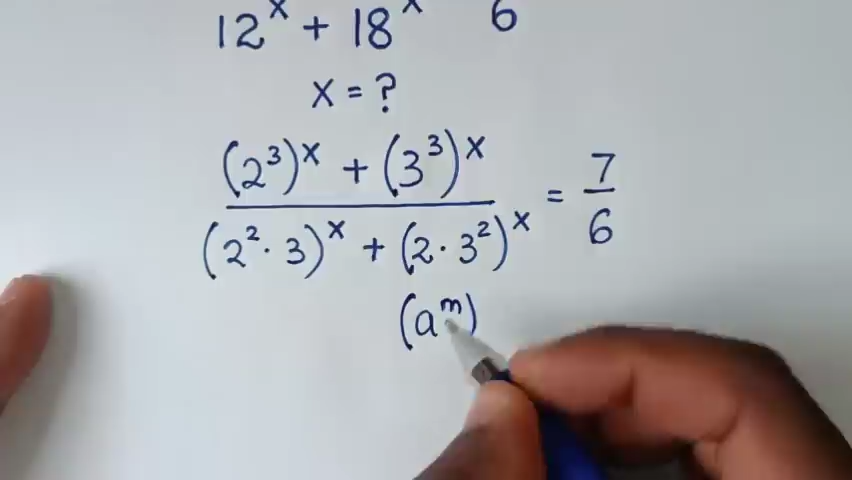 12^x + 18^x 6
x = ?
((2^3)^x + (3^3)^x) / ((2^2 · 3)^x + (2 · 3^2)^x) = 7/6
(a^m)